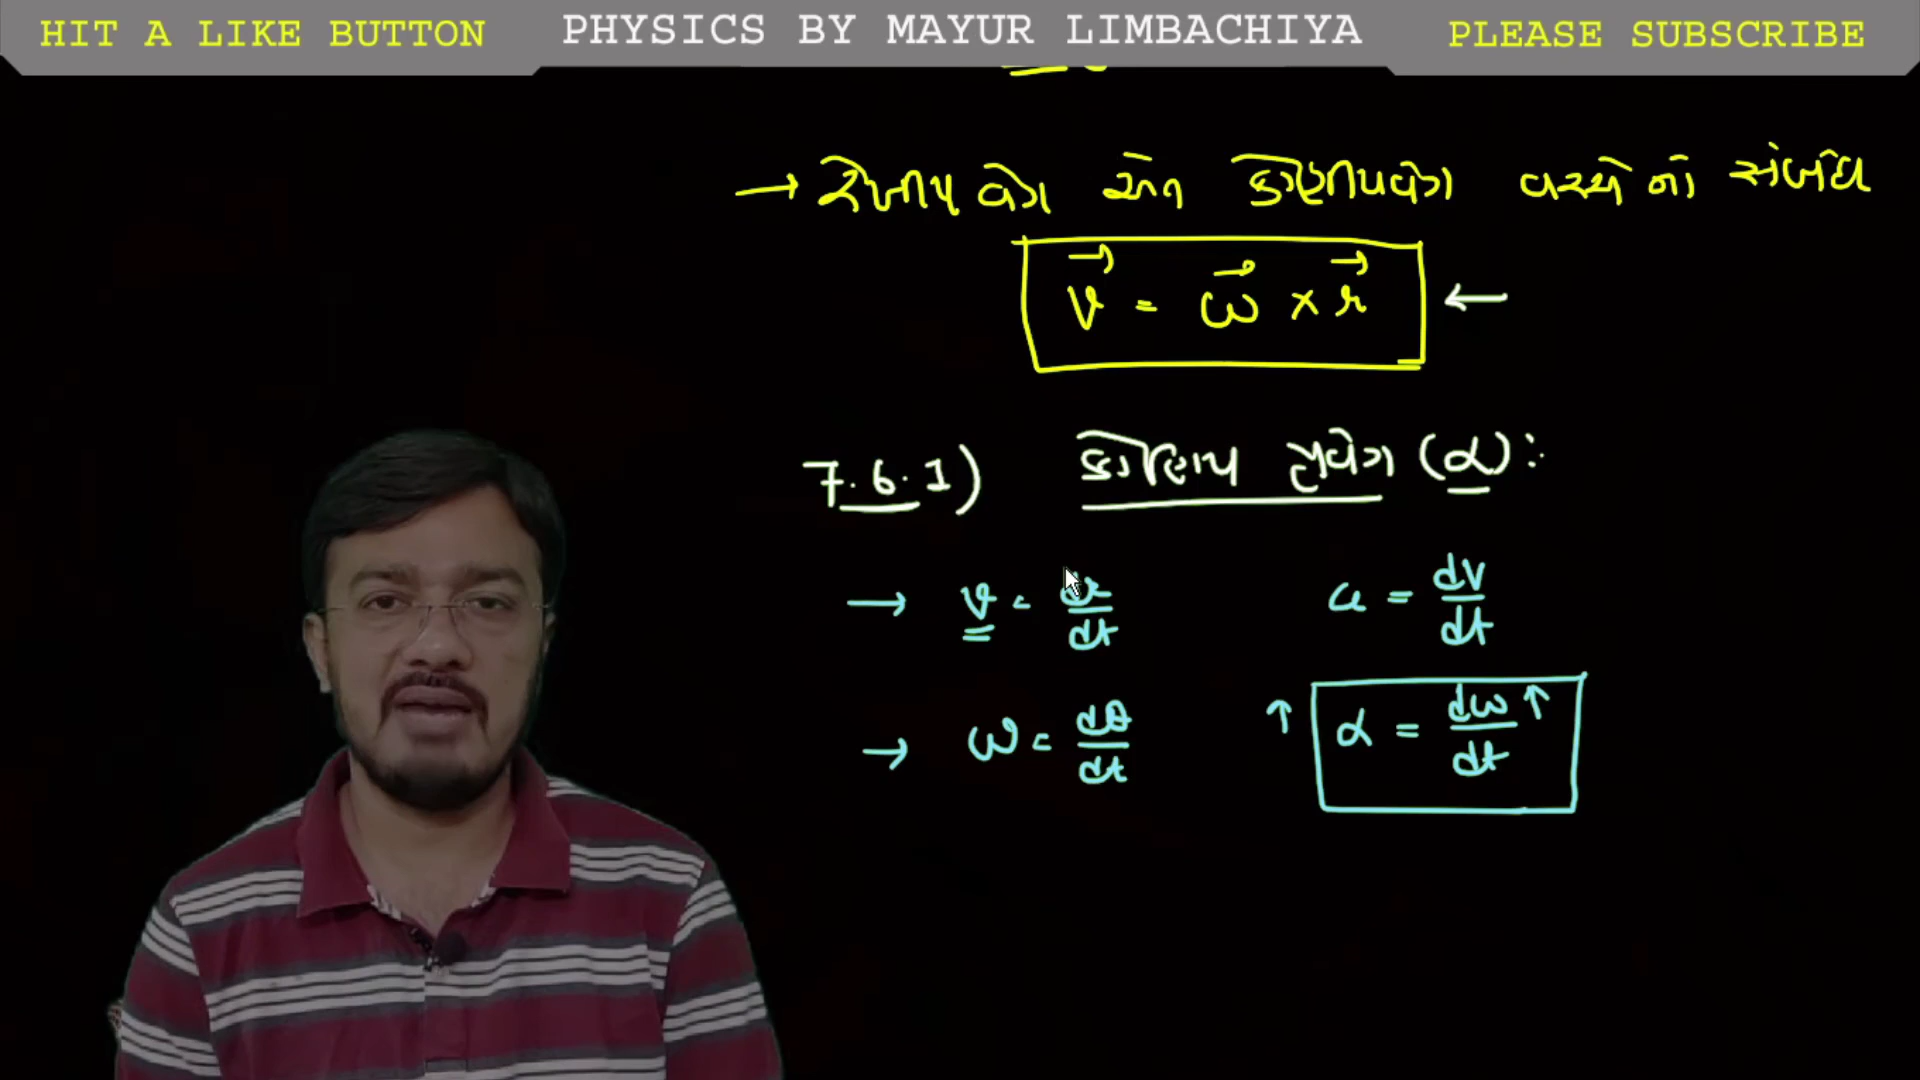 HIT A LIKE BUTTON
PHYSICS BY MAYUR LIMBACHIYA
PLEASE SUBSCRIBE
→ રેખીય વેગ અને કોણીયવેગ વચ્ચેનો સંબંધ
v⃗ = ω⃗ × r⃗ ←
7.6.1) કોણીય પ્રવેગ (α):
→ v = dx/dt a = dv/dt
→ ω = dθ/dt ↑ α = dω/dt ↑